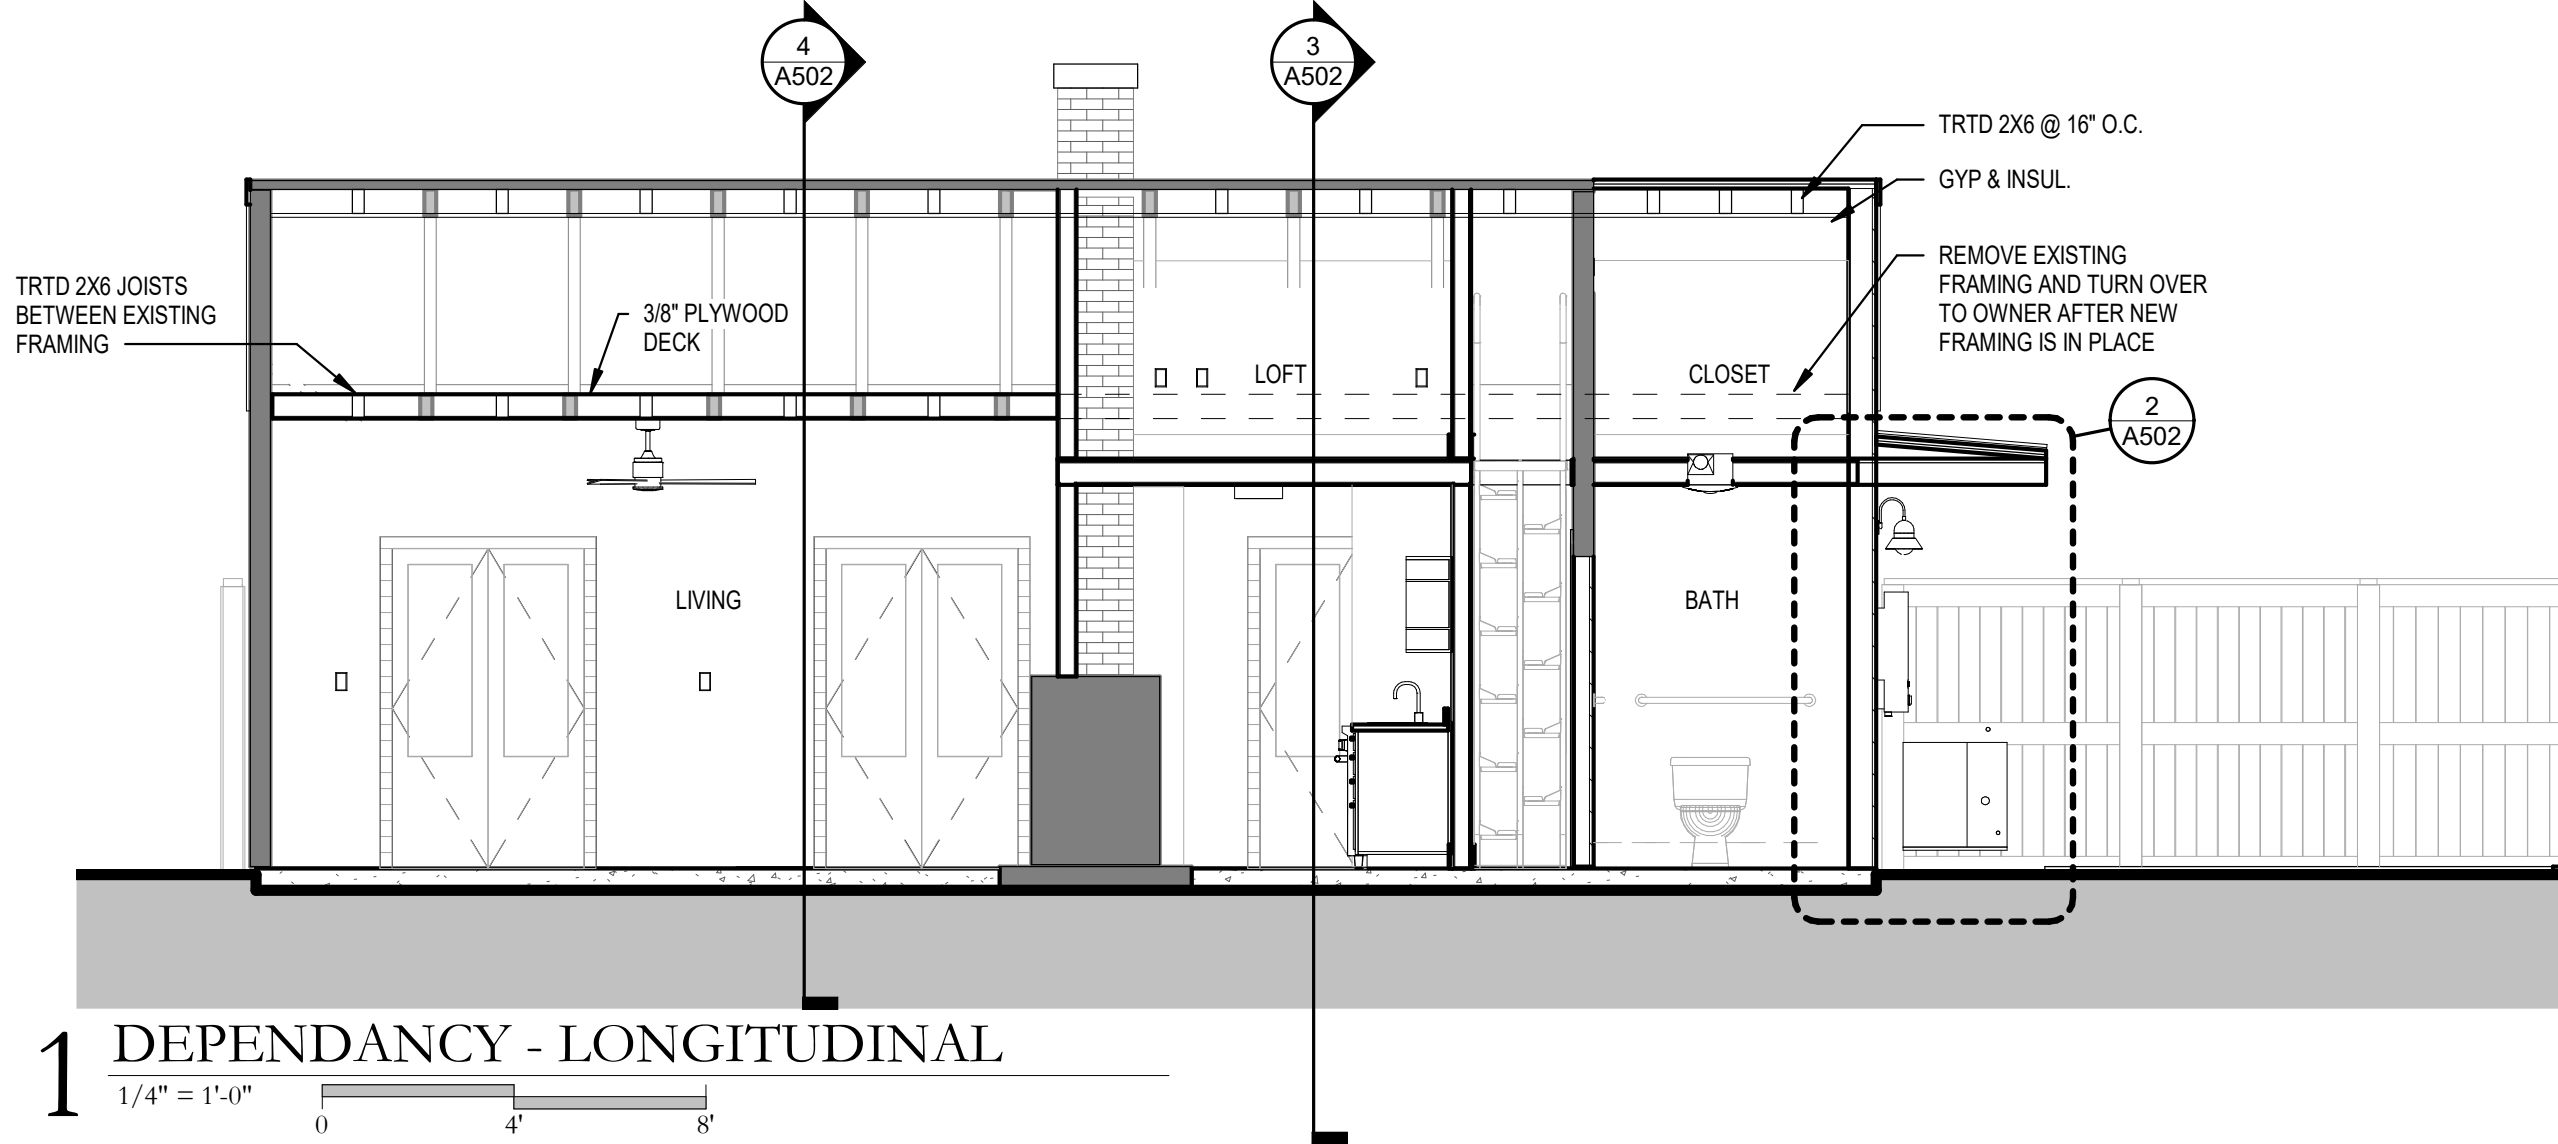 4
A502
3
A502
TRTD 2X6 @ 16" O.C.
GYP & INSUL.
REMOVE EXISTING
FRAMING AND TURN OVER
TO OWNER AFTER NEW
FRAMING IS IN PLACE
TRTD 2X6 JOISTS
BETWEEN EXISTING
FRAMING
3/8" PLYWOOD
DECK
LOFT
CLOSET
2
A502
LIVING
BATH
1
DEPENDANCY - LONGITUDINAL
1/4" = 1'-0"
0
4'
8'